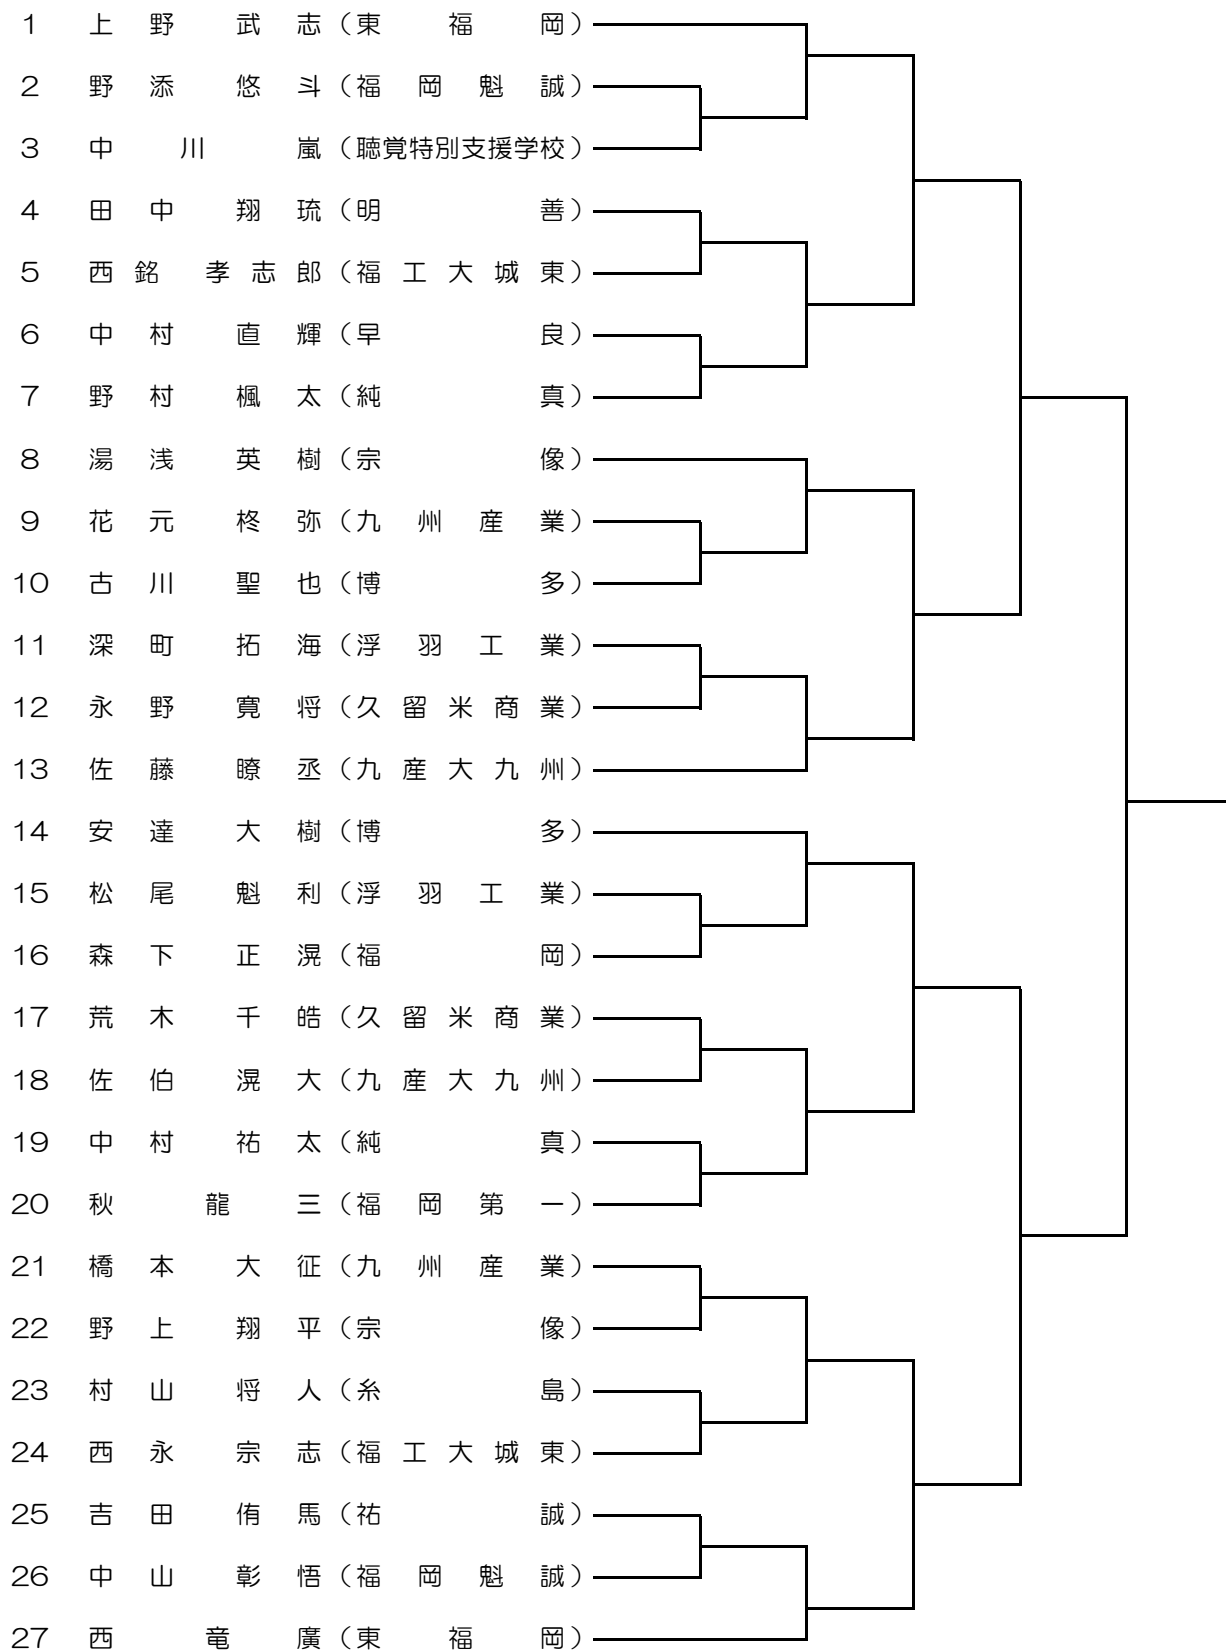 1 上野 武志（東福岡）
2 野添 悠斗（福岡魁誠）
3 中川 嵐（聴覚特別支援学校）
4 田中 翔琉（明善）
5 西銘 孝志郎（福工大城東）
6 中村 直輝（早良）
7 野村 楓太（純真）
8 湯浅 英樹（宗像）
9 花元 柊弥（九州産業）
10 古川 聖也（博多）
11 深町 拓海（浮羽工業）
12 永野 寛将（久留米商業）
13 佐藤 瞭丞（九産大九州）
14 安達 大樹（博多）
15 松尾 魁利（浮羽工業）
16 森下 正滉（福岡）
17 荒木 千皓（久留米商業）
18 佐伯 滉大（九産大九州）
19 中村 祐太（純真）
20 秋 龍三（福岡第一）
21 橋本 大征（九州産業）
22 野上 翔平（宗像）
23 村山 将人（糸島）
24 西永 宗志（福工大城東）
25 吉田 侑馬（祐誠）
26 中山 彰悟（福岡魁誠）
27 西 竜廣（東福岡）